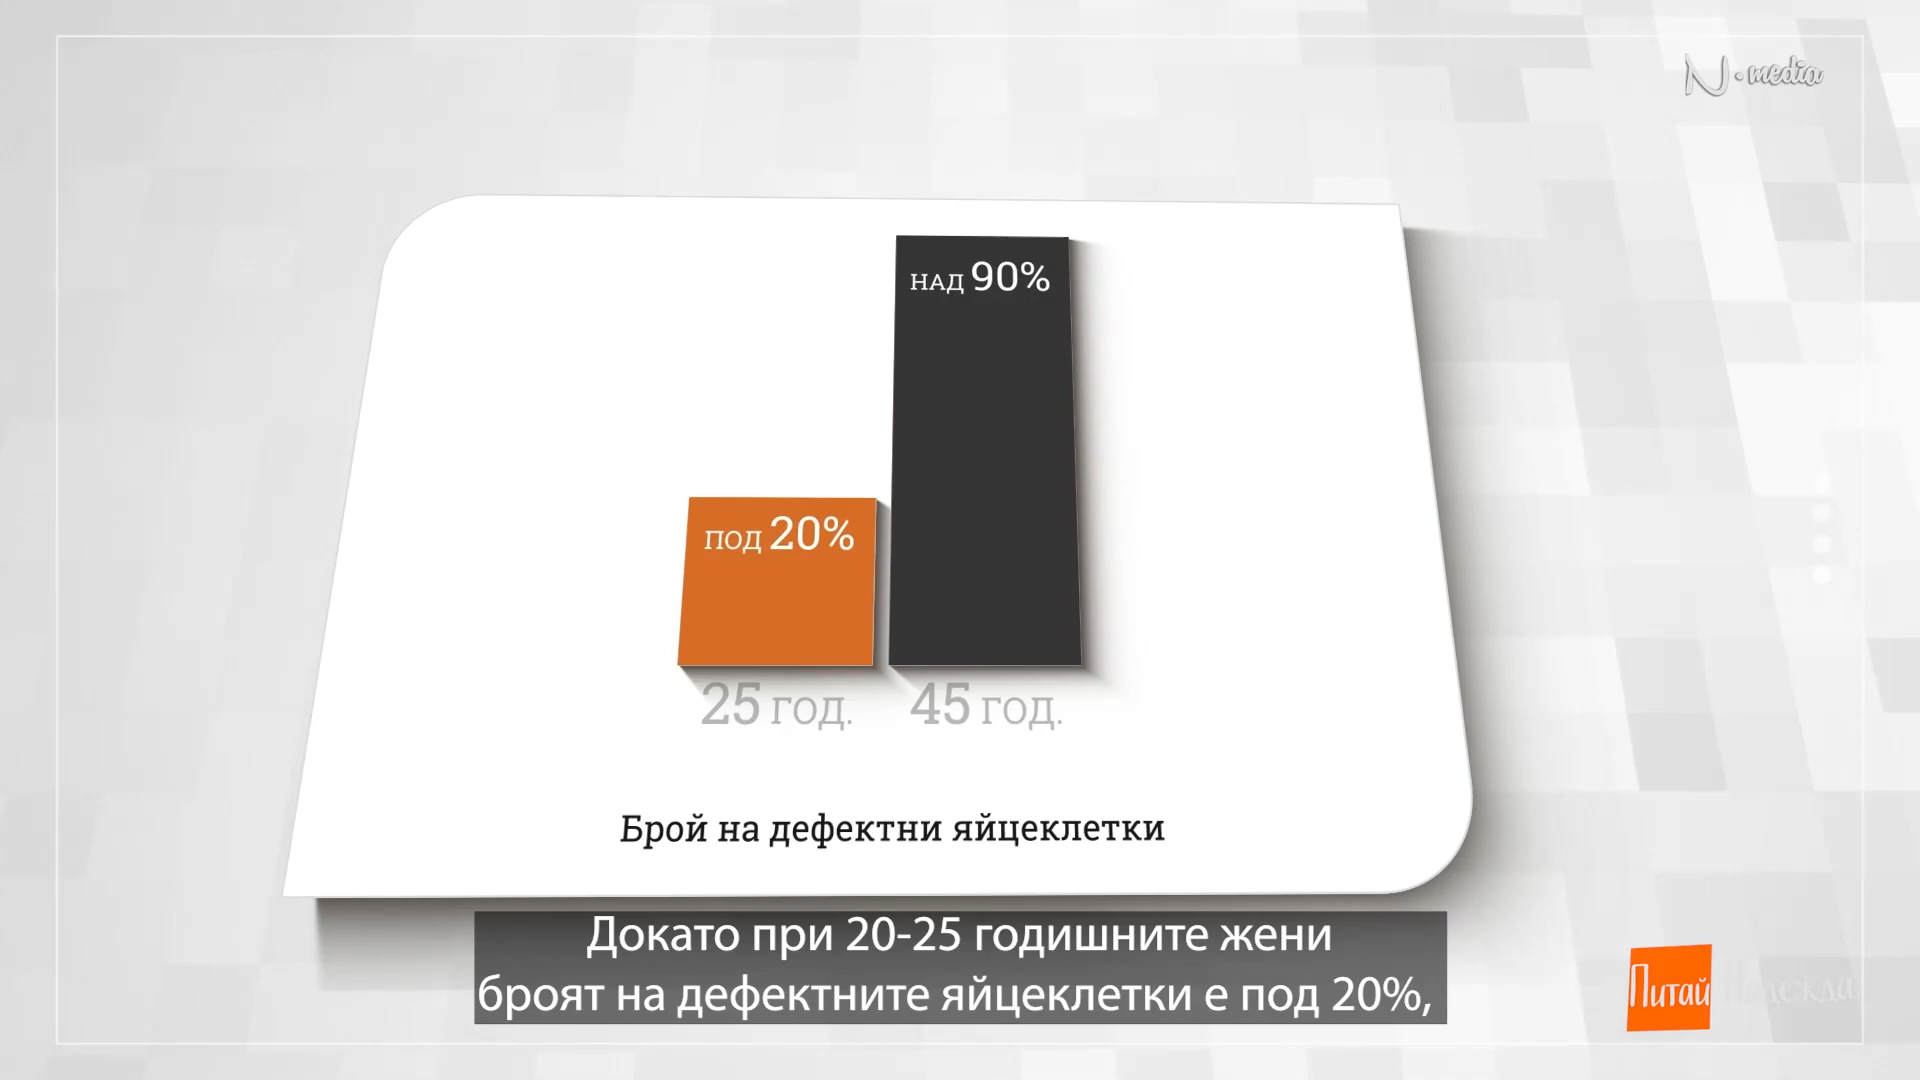 N·media
над 90%
под 20%
25 год. 45 год.
Брой на дефектни яйцеклетки
Докато при 20-25 годишните жени
броят на дефектните яйцеклетки е под 20%,
Питай Надежда